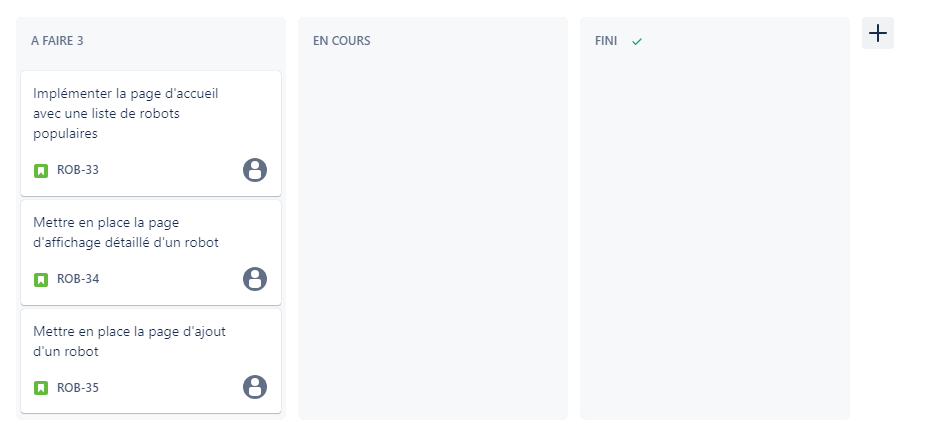 A FAIRE 3
Implémenter la page d'accueil
avec une liste de robots
populaires
ROB-33
Mettre en place la page
d'affichage détaillé d'un robot
ROB-34
Mettre en place la page d'ajout
d'un robot
ROB-35
EN COURS
FINI